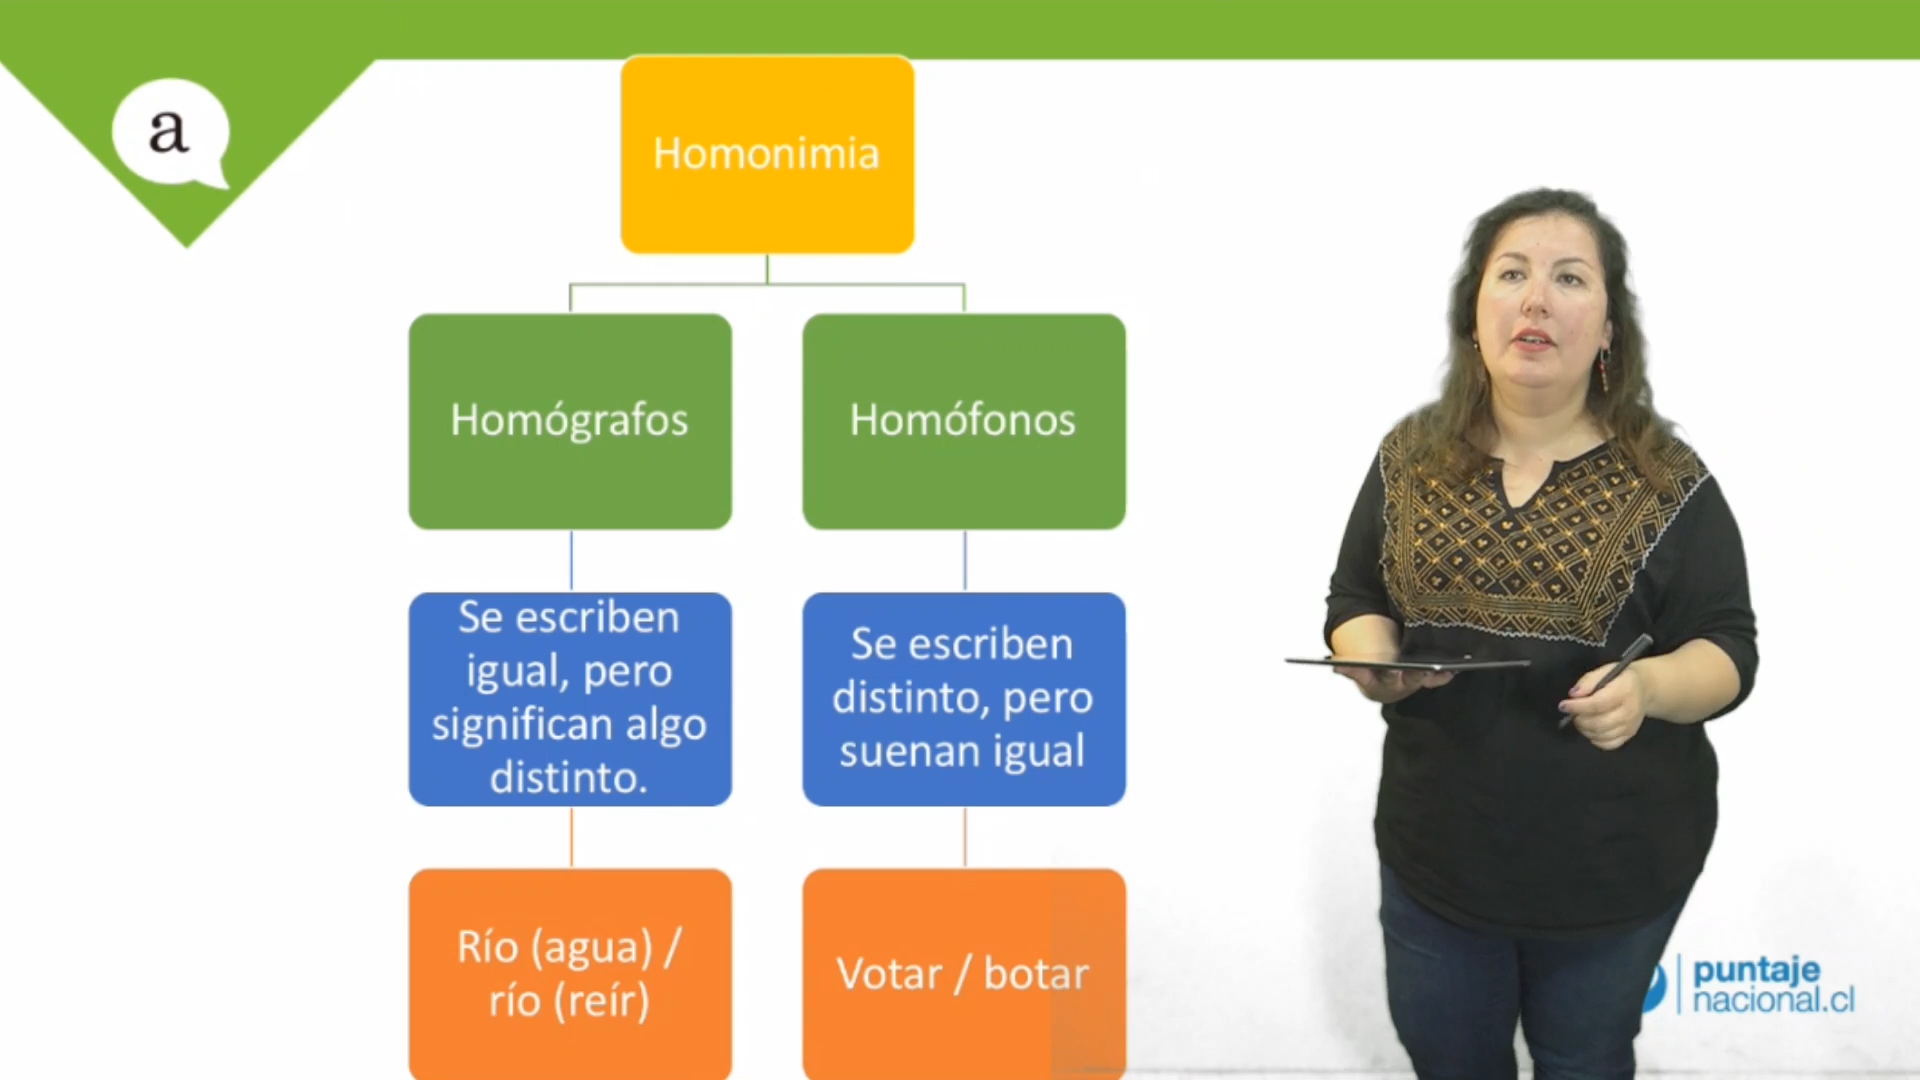 a
Homonimia
Homógrafos
Homófonos
Se escriben
igual, pero
significan algo
distinto.
Se escriben
distinto, pero
suenan igual
Río (agua) /
río (reír)
Votar / botar
puntaje
nacional.cl